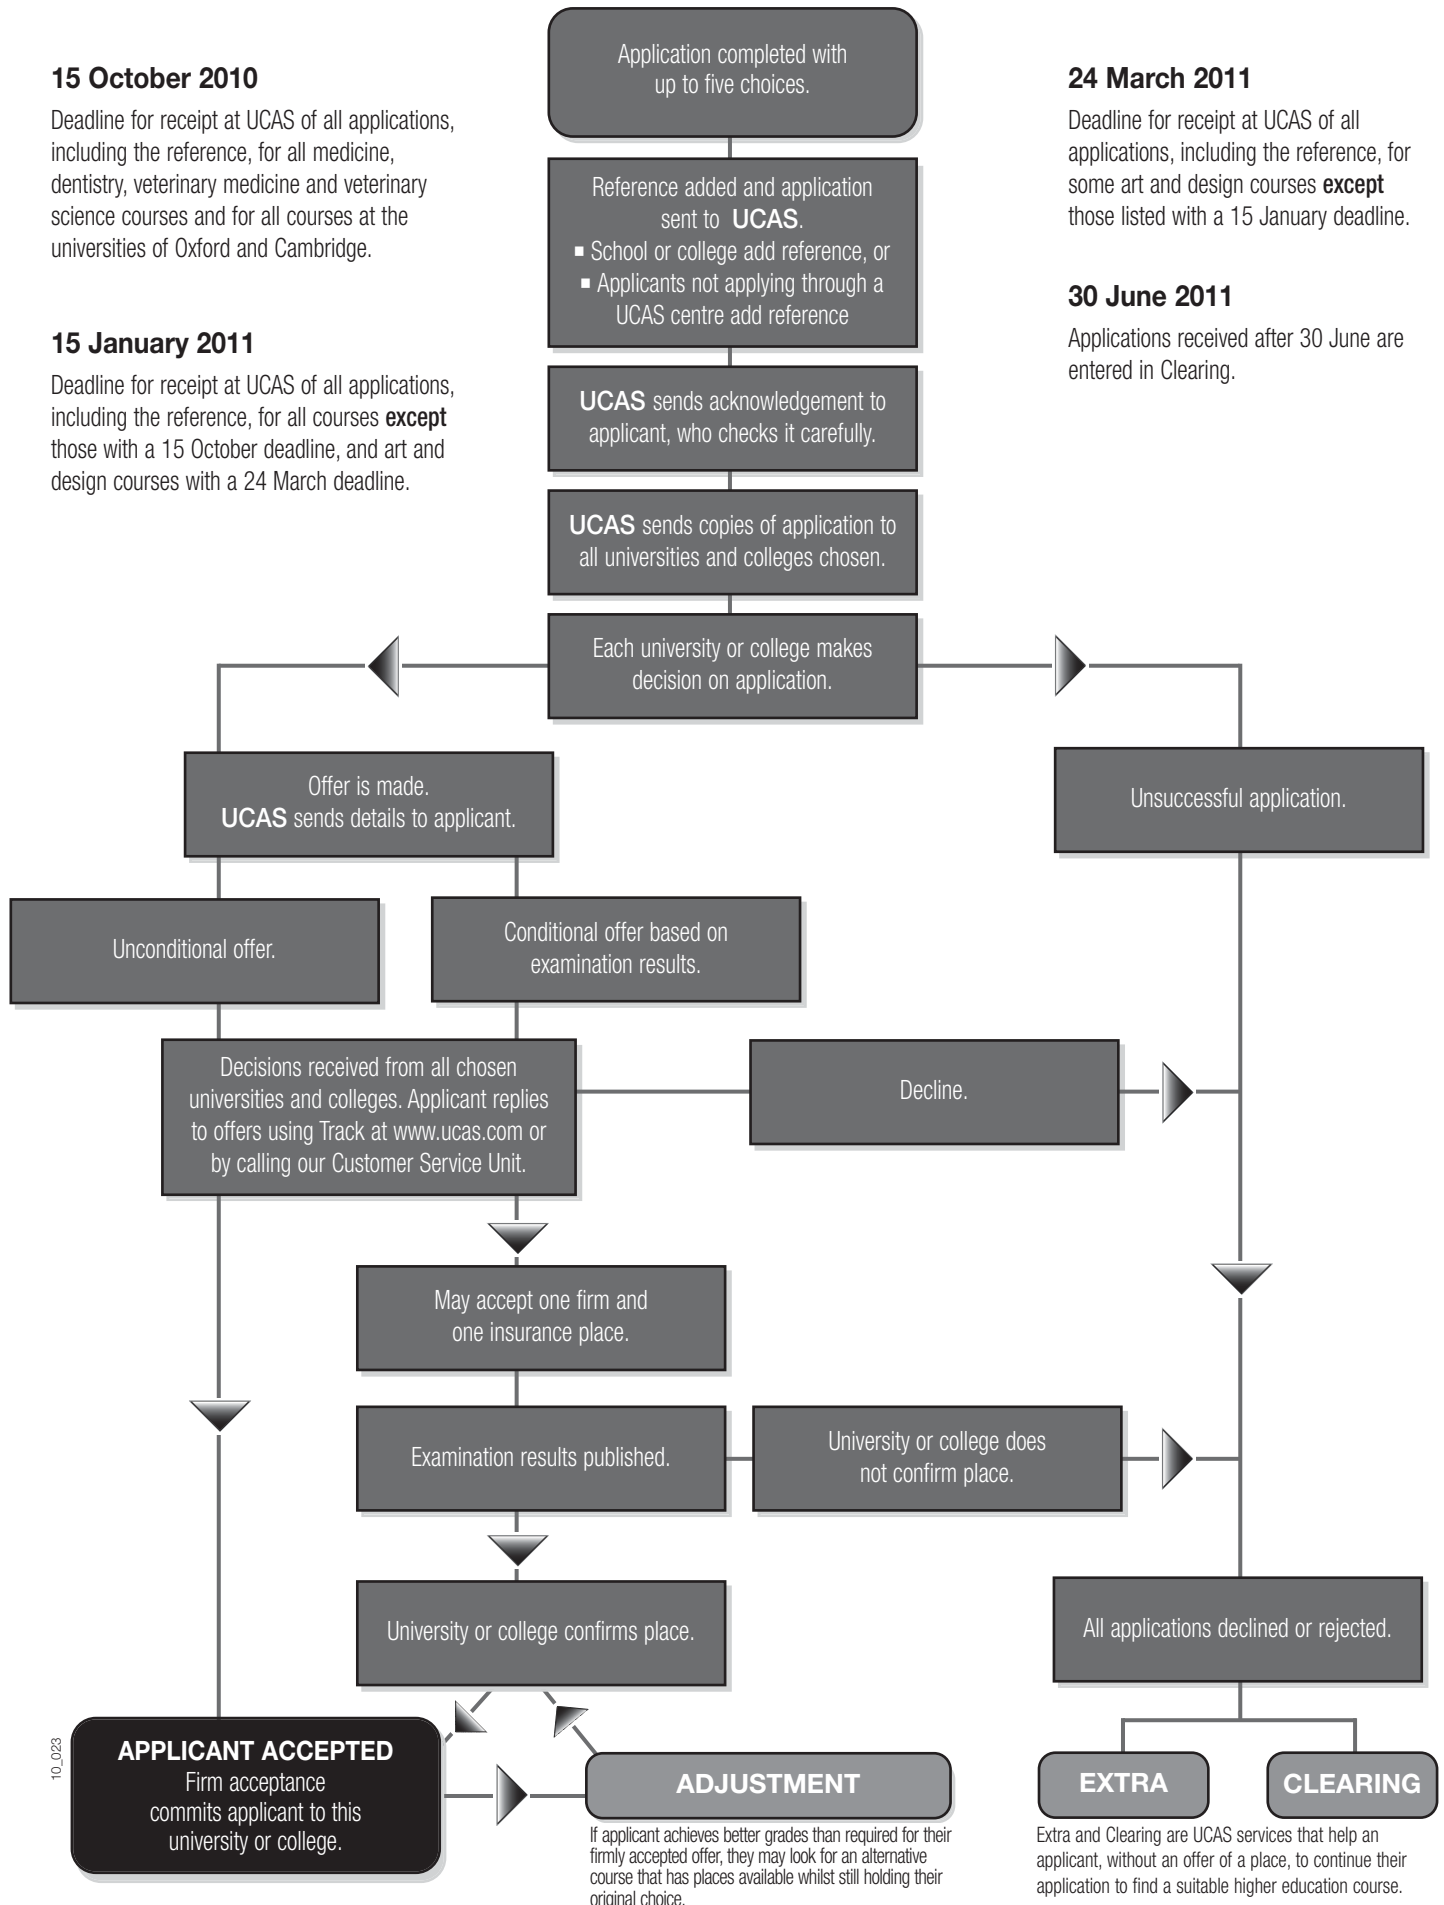 Application completed with
up to five choices.
15 October 2010
Deadline for receipt at UCAS of all applications,
including the reference, for all medicine,
dentistry, veterinary medicine and veterinary
science courses and for all courses at the
universities of Oxford and Cambridge.
15 January 2011
Deadline for receipt at UCAS of all applications,
including the reference, for all courses except
those with a 15 October deadline, and art and
design courses with a 24 March deadline.
24 March 2011
Deadline for receipt at UCAS of all
applications, including the reference, for
some art and design courses except
those listed with a 15 January deadline.
30 June 2011
Applications received after 30 June are
entered in Clearing.
Reference added and application
sent to UCAS.
▪ School or college add reference, or
▪ Applicants not applying through a
UCAS centre add reference
UCAS sends acknowledgement to
applicant, who checks it carefully.
UCAS sends copies of application to
all universities and colleges chosen.
Each university or college makes
decision on application.
Offer is made.
UCAS sends details to applicant.
Unsuccessful application.
Unconditional offer.
Conditional offer based on
examination results.
Decisions received from all chosen
universities and colleges. Applicant replies
to offers using Track at www.ucas.com or
by calling our Customer Service Unit.
Decline.
May accept one firm and
one insurance place.
Examination results published.
University or college does
not confirm place.
University or college confirms place.
All applications declined or rejected.
10_023
APPLICANT ACCEPTED
Firm acceptance
commits applicant to this
university or college.
ADJUSTMENT
If applicant achieves better grades than required for their
firmly accepted offer, they may look for an alternative
course that has places available whilst still holding their
original choice.
EXTRA
CLEARING
Extra and Clearing are UCAS services that help an
applicant, without an offer of a place, to continue their
application to find a suitable higher education course.